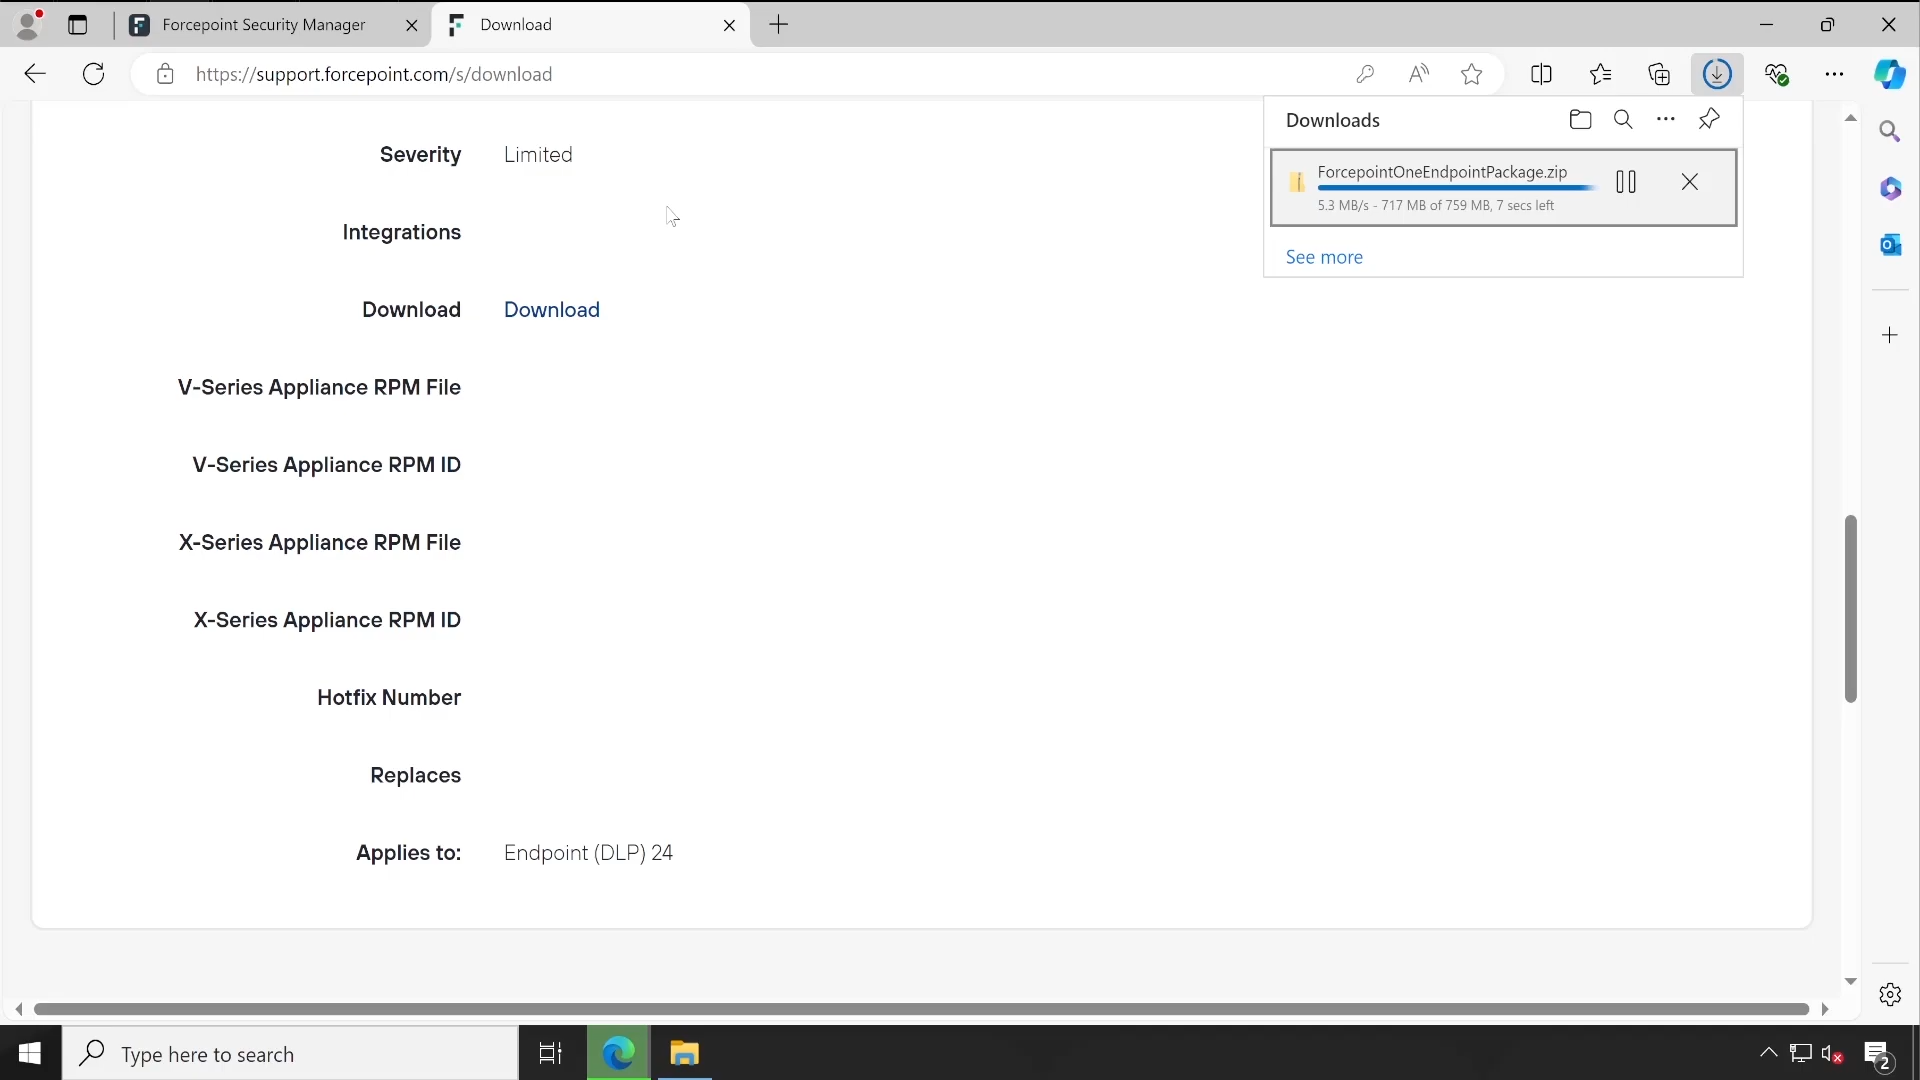 Forcepoint Security Manager
Download
https://support.forcepoint.com/s/download
Downloads
ForcepointOneEndpointPackage.zip
5.3 MB/s - 717 MB of 759 MB, 7 secs left
See more
Severity Limited
Integrations
Download Download
V-Series Appliance RPM File
V-Series Appliance RPM ID
X-Series Appliance RPM File
X-Series Appliance RPM ID
Hotfix Number
Replaces
Applies to: Endpoint (DLP) 24
Type here to search
2